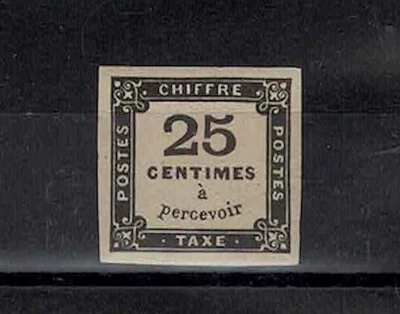 · CHIFFRE ·
POSTES
25
CENTIMES
à
percevoir
POSTES
· TAXE ·